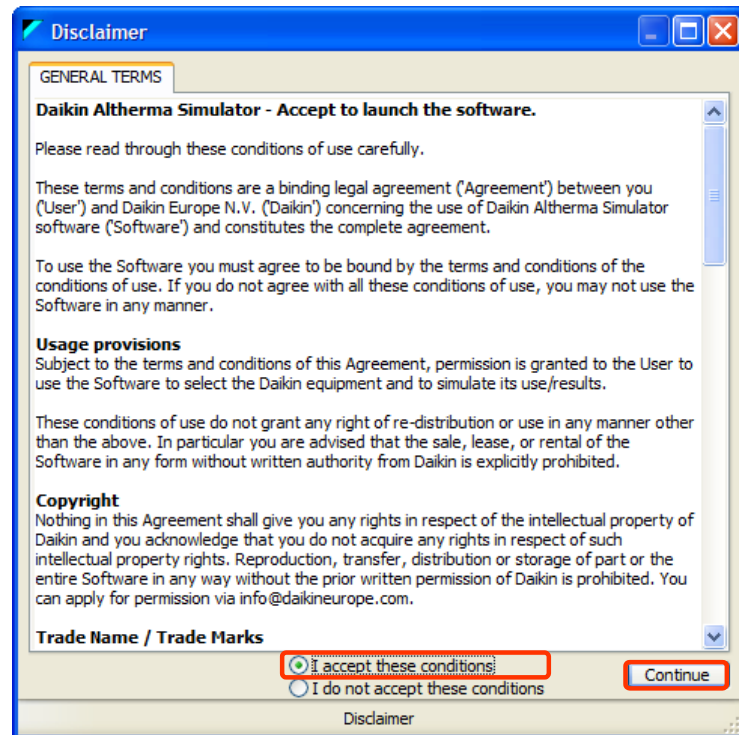 Disclaimer
GENERAL TERMS
Daikin Altherma Simulator - Accept to launch the software.
Please read through these conditions of use carefully.
These terms and conditions are a binding legal agreement ('Agreement') between you
('User') and Daikin Europe N.V. ('Daikin') concerning the use of Daikin Altherma Simulator
software ('Software') and constitutes the complete agreement.
To use the Software you must agree to be bound by the terms and conditions of the
conditions of use. If you do not agree with all these conditions of use, you may not use the
Software in any manner.
Usage provisions
Subject to the terms and conditions of this Agreement, permission is granted to the User to
use the Software to select the Daikin equipment and to simulate its use/results.
These conditions of use do not grant any right of re-distribution or use in any manner other
than the above. In particular you are advised that the sale, lease, or rental of the
Software in any form without written authority from Daikin is explicitly prohibited.
Copyright
Nothing in this Agreement shall give you any rights in respect of the intellectual property of
Daikin and you acknowledge that you do not acquire any rights in respect of such
intellectual property rights. Reproduction, transfer, distribution or storage of part or the
entire Software in any way without the prior written permission of Daikin is prohibited. You
can apply for permission via info@daikineurope.com.
Trade Name / Trade Marks
I accept these conditions
I do not accept these conditions
Continue
Disclaimer